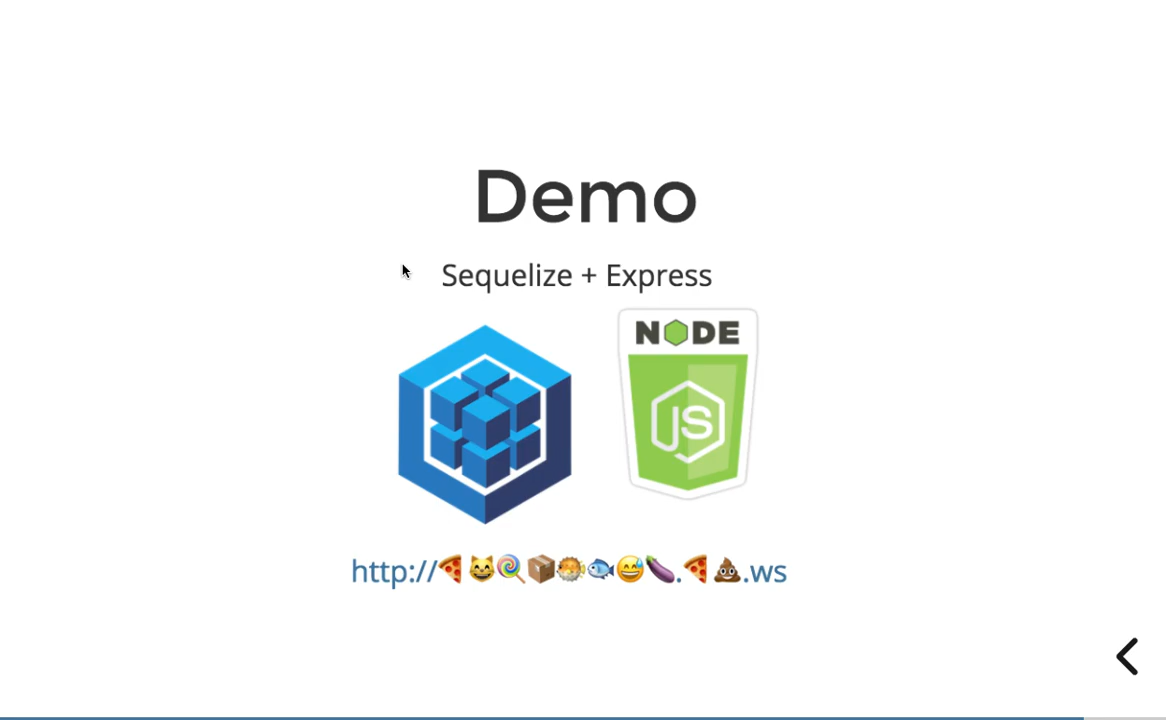 Demo
Sequelize + Express
NODE
JS
http://🍕😸🍭📦🐡🐟😅🍆.🍕💩.ws